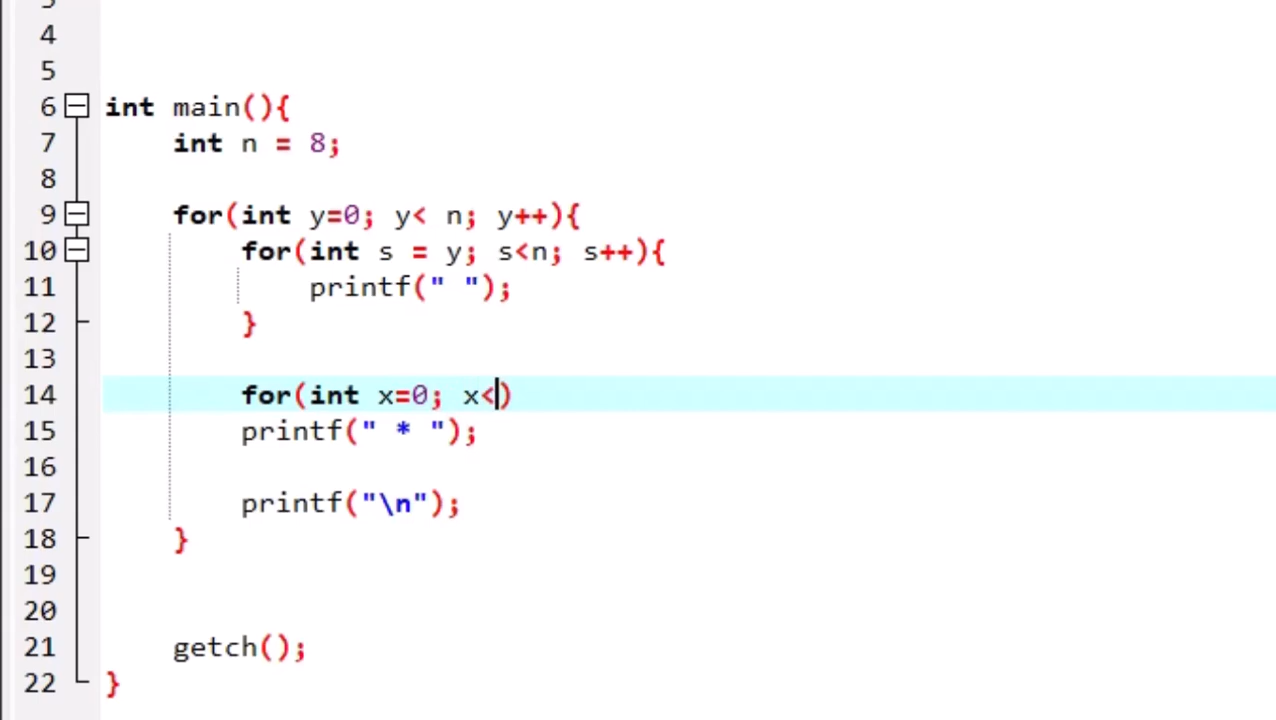 4
5
6 int main(){
7 int n = 8;
8
9 for(int y=0; y< n; y++){
10 for(int s = y; s<n; s++){
11 printf(" ");
12 }
13
14 for(int x=0; x<)
15 printf(" * ");
16
17 printf("\n");
18 }
19
20
21 getch();
22 }